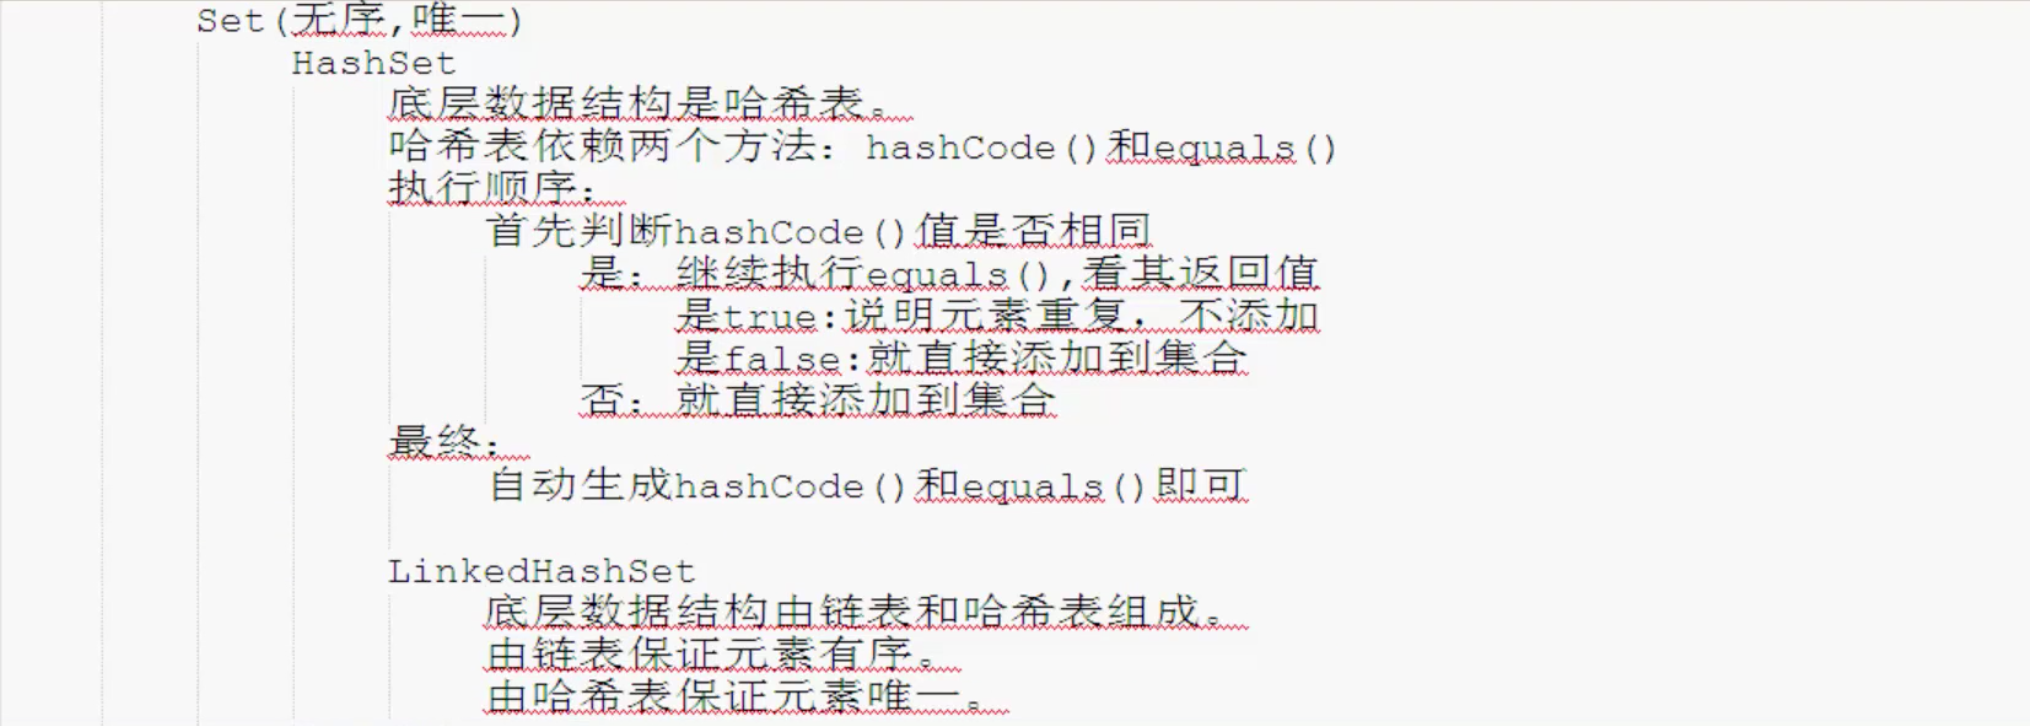 Set(无序,唯一)
HashSet
底层数据结构是哈希表。
哈希表依赖两个方法：hashCode()和equals()
执行顺序：
首先判断hashCode()值是否相同
是：继续执行equals(),看其返回值
是true:说明元素重复，不添加
是false:就直接添加到集合
否：就直接添加到集合
最终：
自动生成hashCode()和equals()即可
LinkedHashSet
底层数据结构由链表和哈希表组成。
由链表保证元素有序。
由哈希表保证元素唯一。